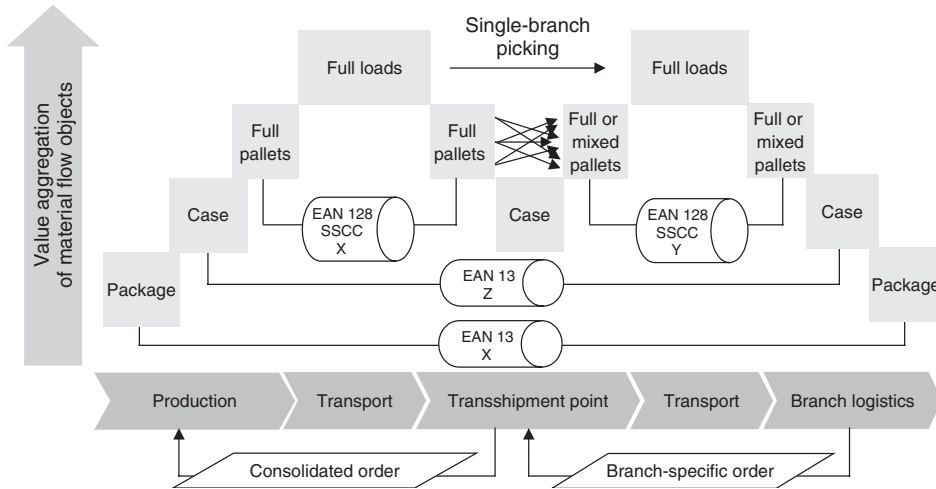 Value aggregation
of material flow objects
Single-branch
picking
Full loads
Full loads
Full
pallets
Full
pallets
Full or
mixed
pallets
Full or
mixed
pallets
Case
EAN 128
SSCC
X
Case
EAN 128
SSCC
Y
Case
Package
EAN 13
Z
Package
EAN 13
X
Production
Transport
Transshipment point
Transport
Branch logistics
Consolidated order
Branch-specific order